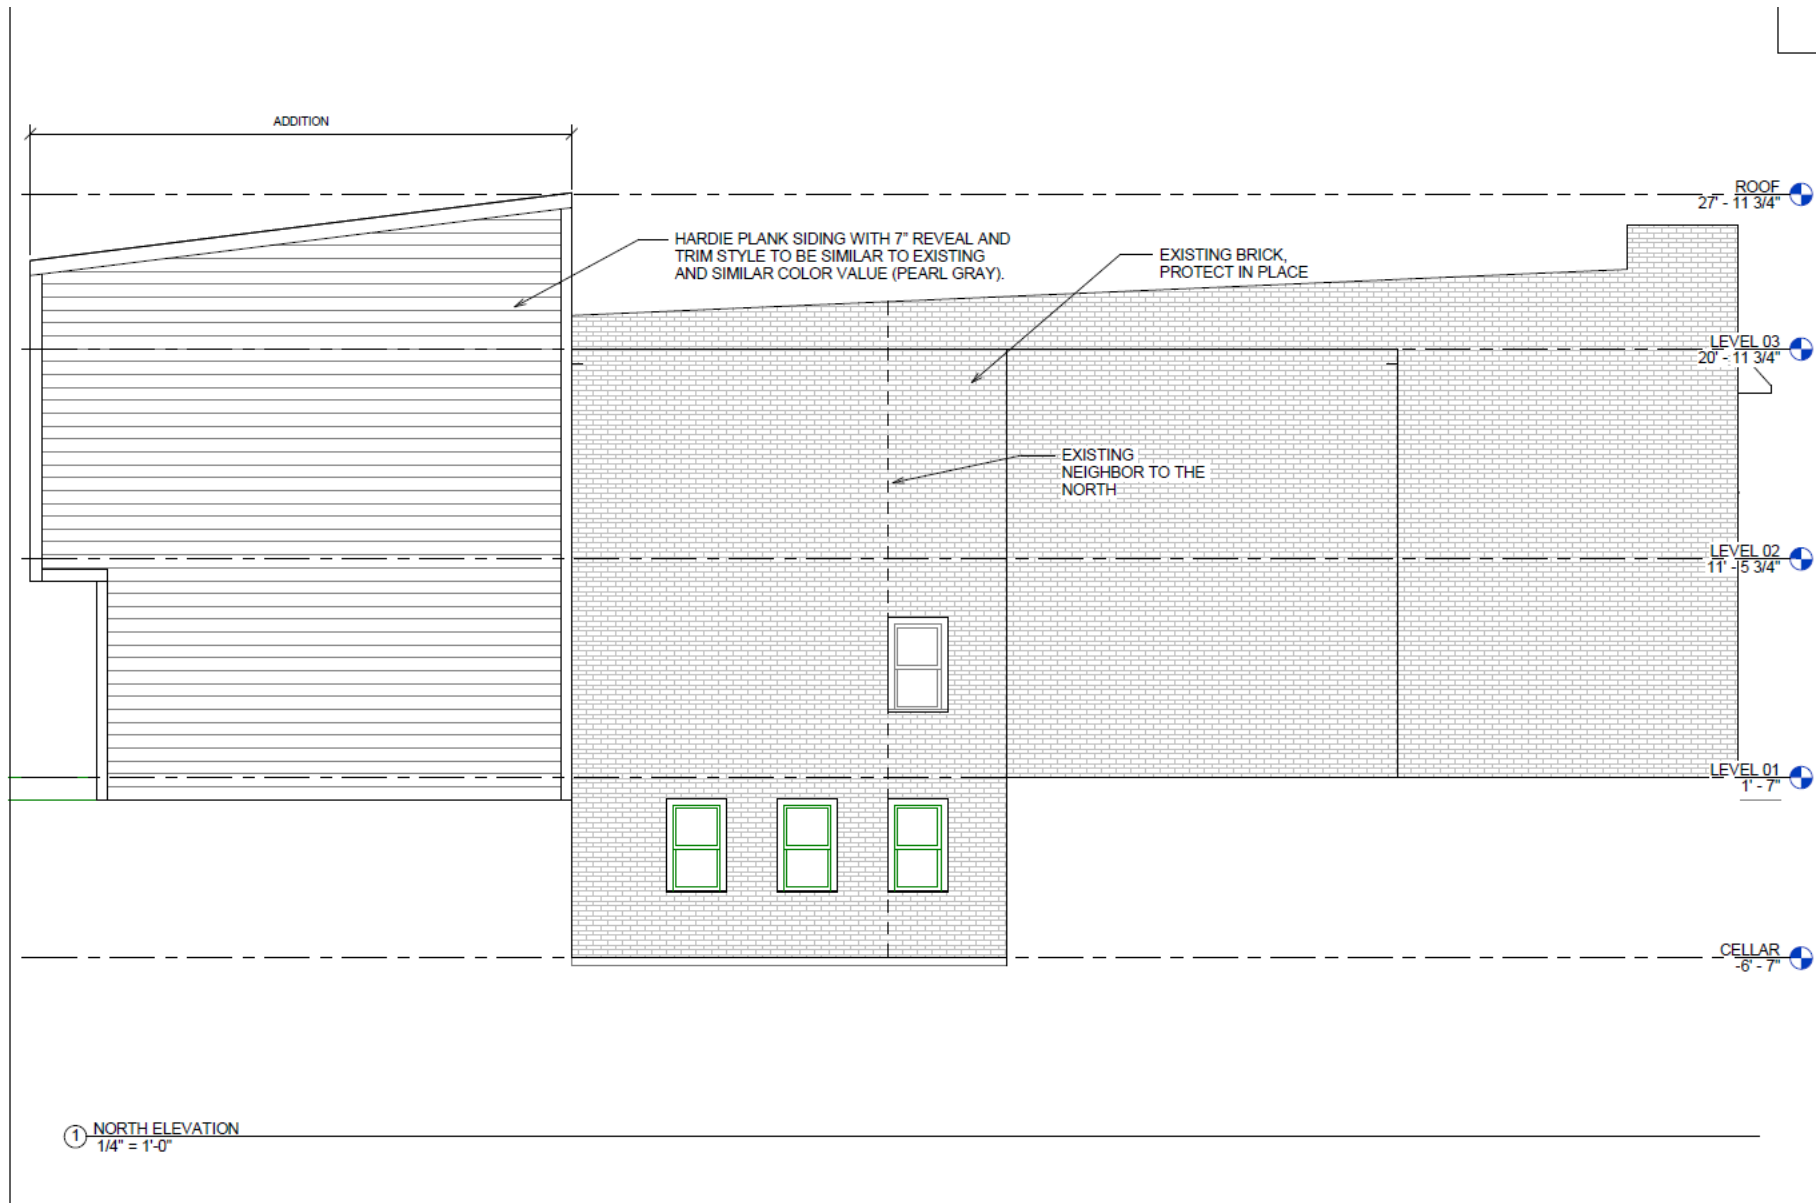 ADDITION
ROOF
27' - 11 3/4"
HARDIE PLANK SIDING WITH 7" REVEAL AND
TRIM STYLE TO BE SIMILAR TO EXISTING
AND SIMILAR COLOR VALUE (PEARL GRAY).
EXISTING BRICK,
PROTECT IN PLACE
LEVEL 03
20' - 11 3/4"
EXISTING
NEIGHBOR TO THE
NORTH
LEVEL 02
11' - 5 3/4"
LEVEL 01
1' - 7"
CELLAR
-6' - 7"
1
NORTH ELEVATION
1/4" = 1'-0"